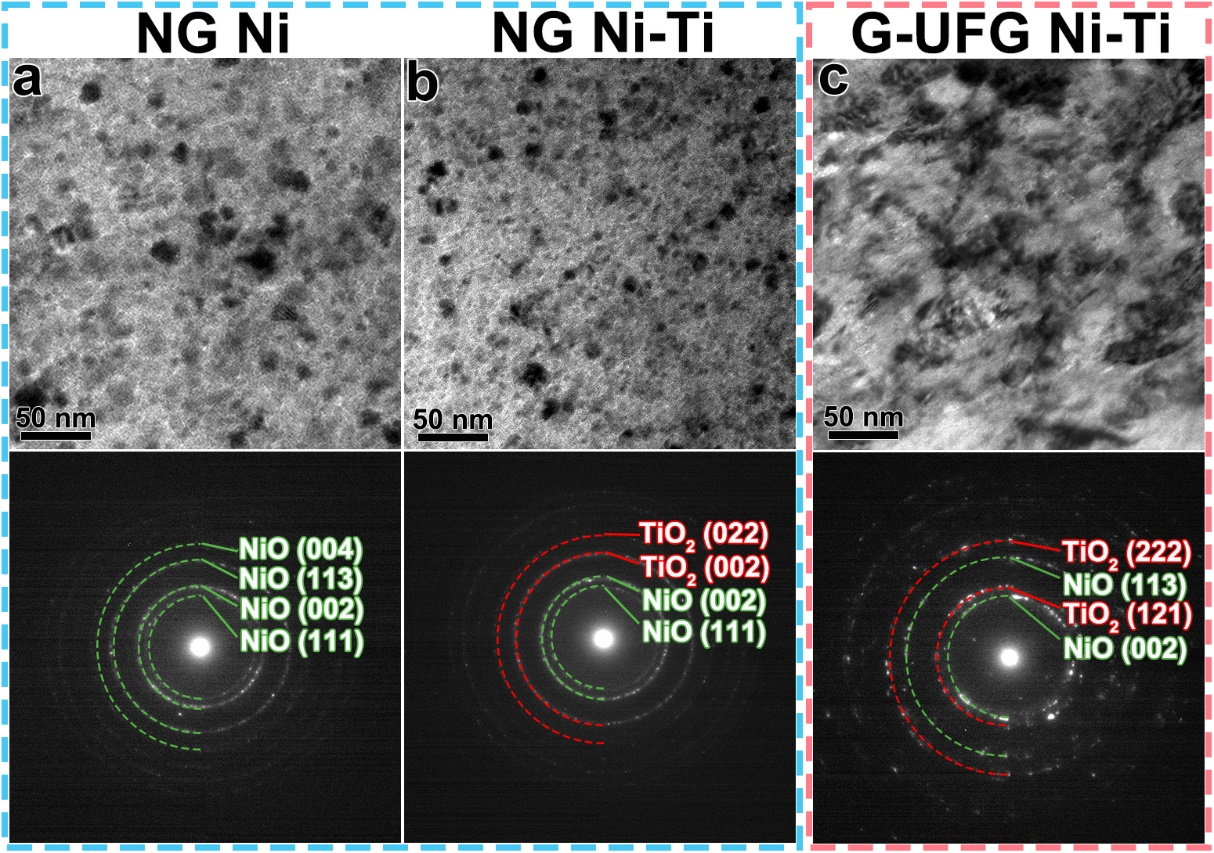 NG Ni
NG Ni-Ti
G-UFG Ni-Ti
a
b
c
50 nm
50 nm
50 nm
NiO (004)
NiO (113)
NiO (002)
NiO (111)
TiO₂ (022)
TiO₂ (002)
NiO (002)
NiO (111)
TiO₂ (222)
NiO (113)
TiO₂ (121)
NiO (002)